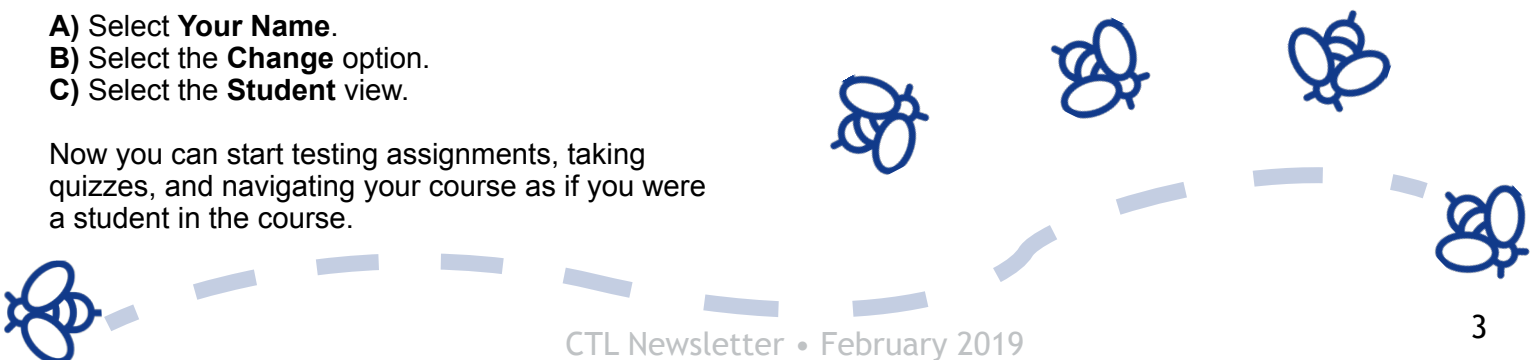 A) Select Your Name.
B) Select the Change option.
C) Select the Student view.
Now you can start testing assignments, taking
quizzes, and navigating your course as if you were
a student in the course.
CTL Newsletter • February 2019
3